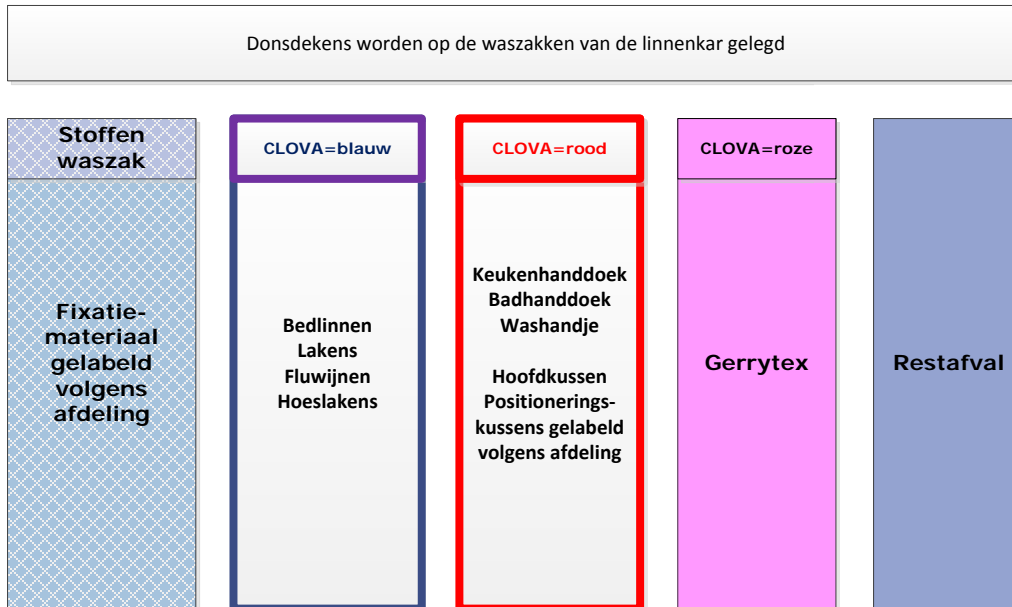 Donsdekens worden op de waszakken van de linnenkar gelegd
Stoffen
waszak
Fixatie-
materiaal
gelabeld
volgens
afdeling
CLOVA=blauw
Bedlinnen
Lakens
Fluwijnen
Hoeslakens
CLOVA=rood
Keukenhanddoek
Badhanddoek
Washandje
Hoofdkussen
Positionerings-
kussens gelabeld
volgens afdeling
CLOVA=roze
Gerrytex
Restafval